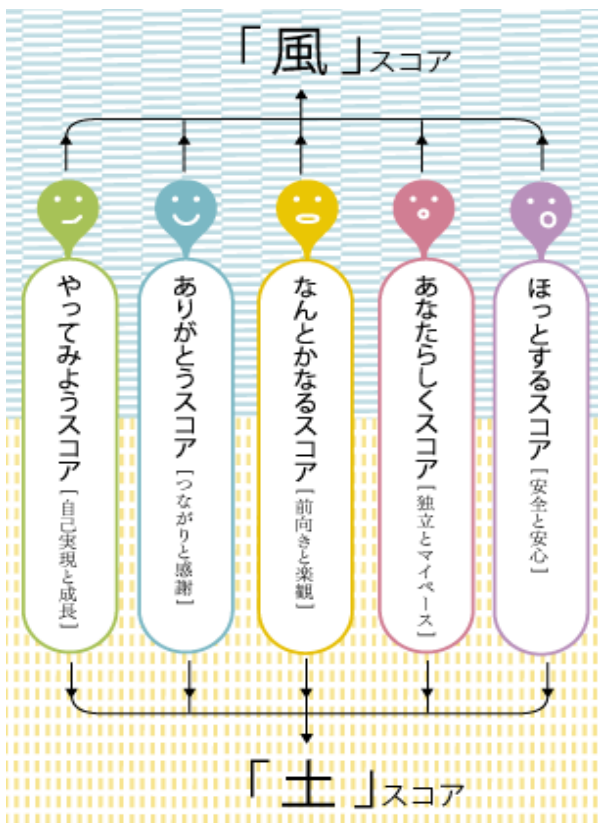 「風」スコア
やってみようスコア［自己実現と成長］
ありがとうスコア［つながりと感謝］
なんとかなるスコア［前向きと楽観］
あなたらしくスコア［独立とマイペース］
ほっとするスコア［安全と安心］
「土」スコア